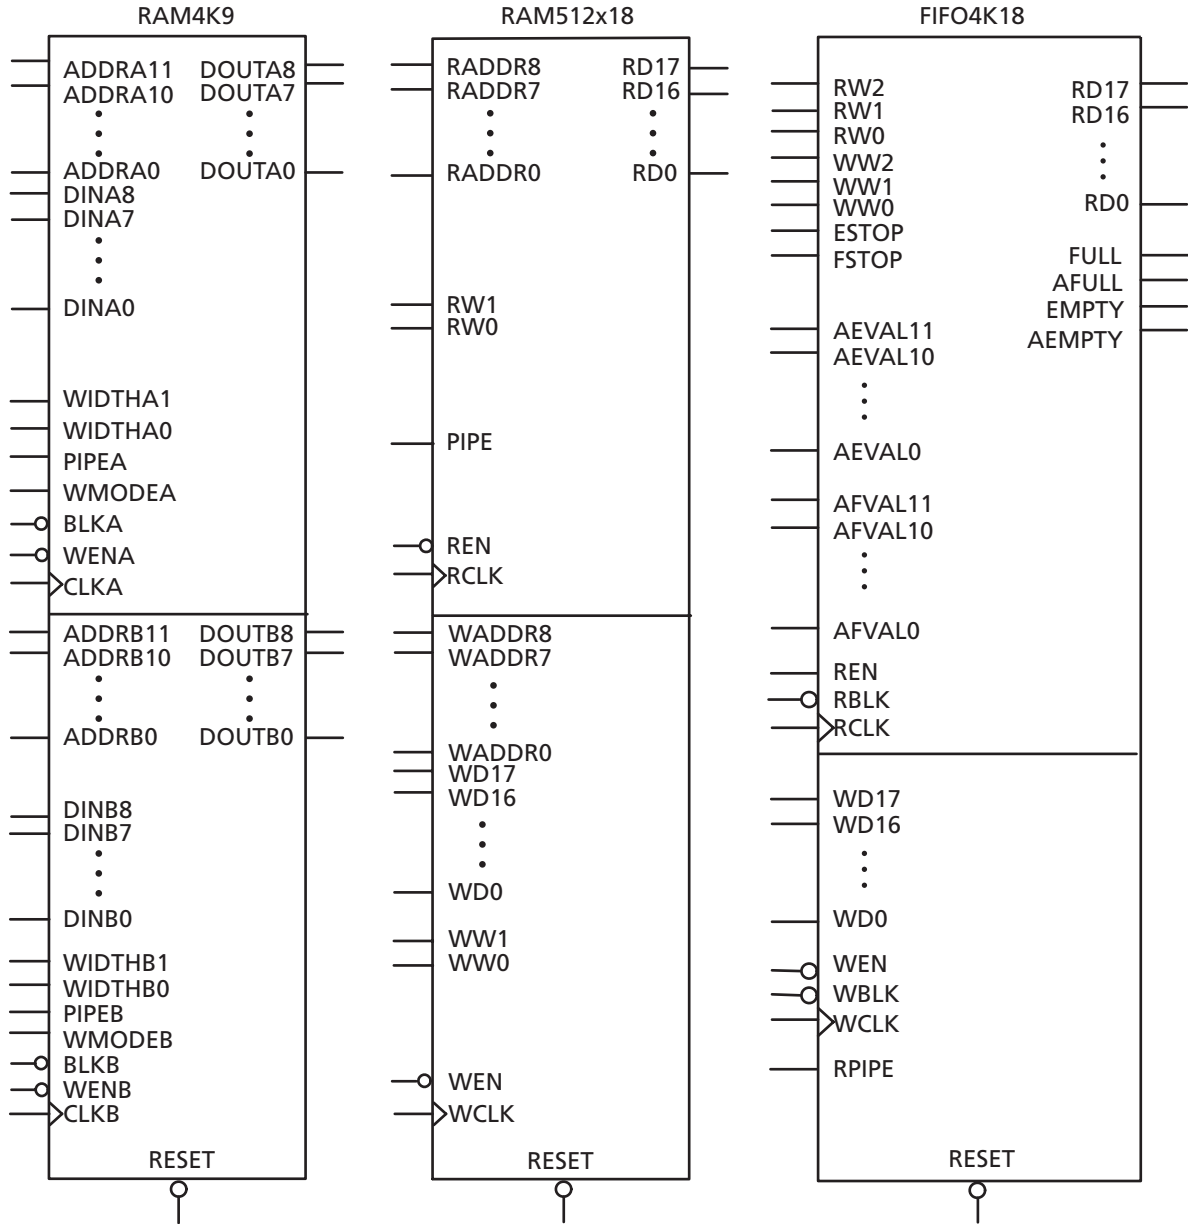 RAM4K9
ADDRA11 DOUTA8
ADDRA10 DOUTA7
ADDRA0 DOUTA0
DINA8
DINA7
DINA0
WIDTHA1
WIDTHA0
PIPEA
WMODEA
BLKA
WENA
CLKA
ADDRB11 DOUTB8
ADDRB10 DOUTB7
ADDRB0 DOUTB0
DINB8
DINB7
DINB0
WIDTHB1
WIDTHB0
PIPEB
WMODEB
BLKB
WENB
CLKB
RESET
RAM512x18
RADDR8 RD17
RADDR7 RD16
RADDR0 RD0
RW1
RW0
PIPE
REN
RCLK
WADDR8
WADDR7
WADDR0
WD17
WD16
WD0
WW1
WW0
WEN
WCLK
RESET
FIFO4K18
RW2 RD17
RW1 RD16
RW0
WW2
WW1
WW0 RD0
ESTOP
FSTOP FULL
AFULL
EMPTY
AEVAL11 AEMPTY
AEVAL10
AEVAL0
AFVAL11
AFVAL10
AFVAL0
REN
RBLK
RCLK
WD17
WD16
WD0
WEN
WBLK
WCLK
RPIPE
RESET